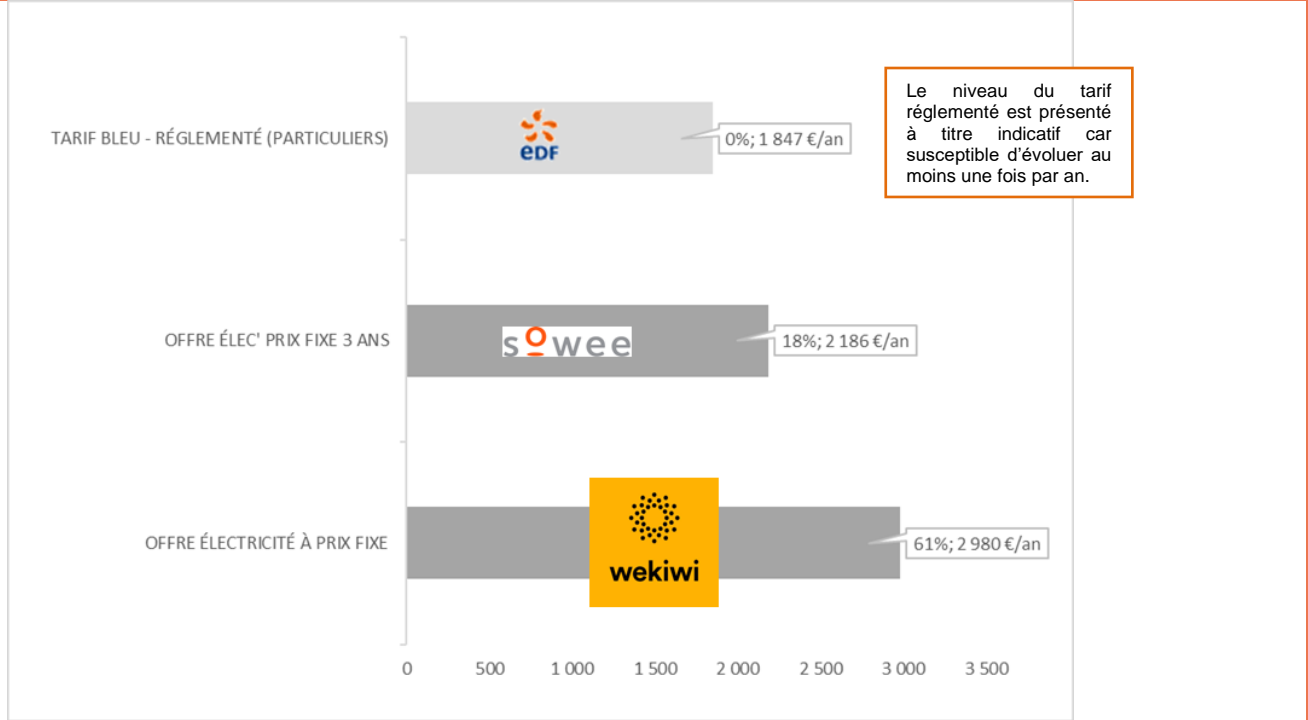 TARIF BLEU - RÉGLEMENTÉ (PARTICULIERS)
eDF
0%; 1 847 €/an
Le niveau du tarif
réglementé est présenté
à titre indicatif car
susceptible d’évoluer au
moins une fois par an.
OFFRE ÉLEC' PRIX FIXE 3 ANS
sowee
18%; 2 186 €/an
OFFRE ÉLECTRICITÉ À PRIX FIXE
wekiwi
61%; 2 980 €/an
0 500 1 000 1 500 2 000 2 500 3 000 3 500